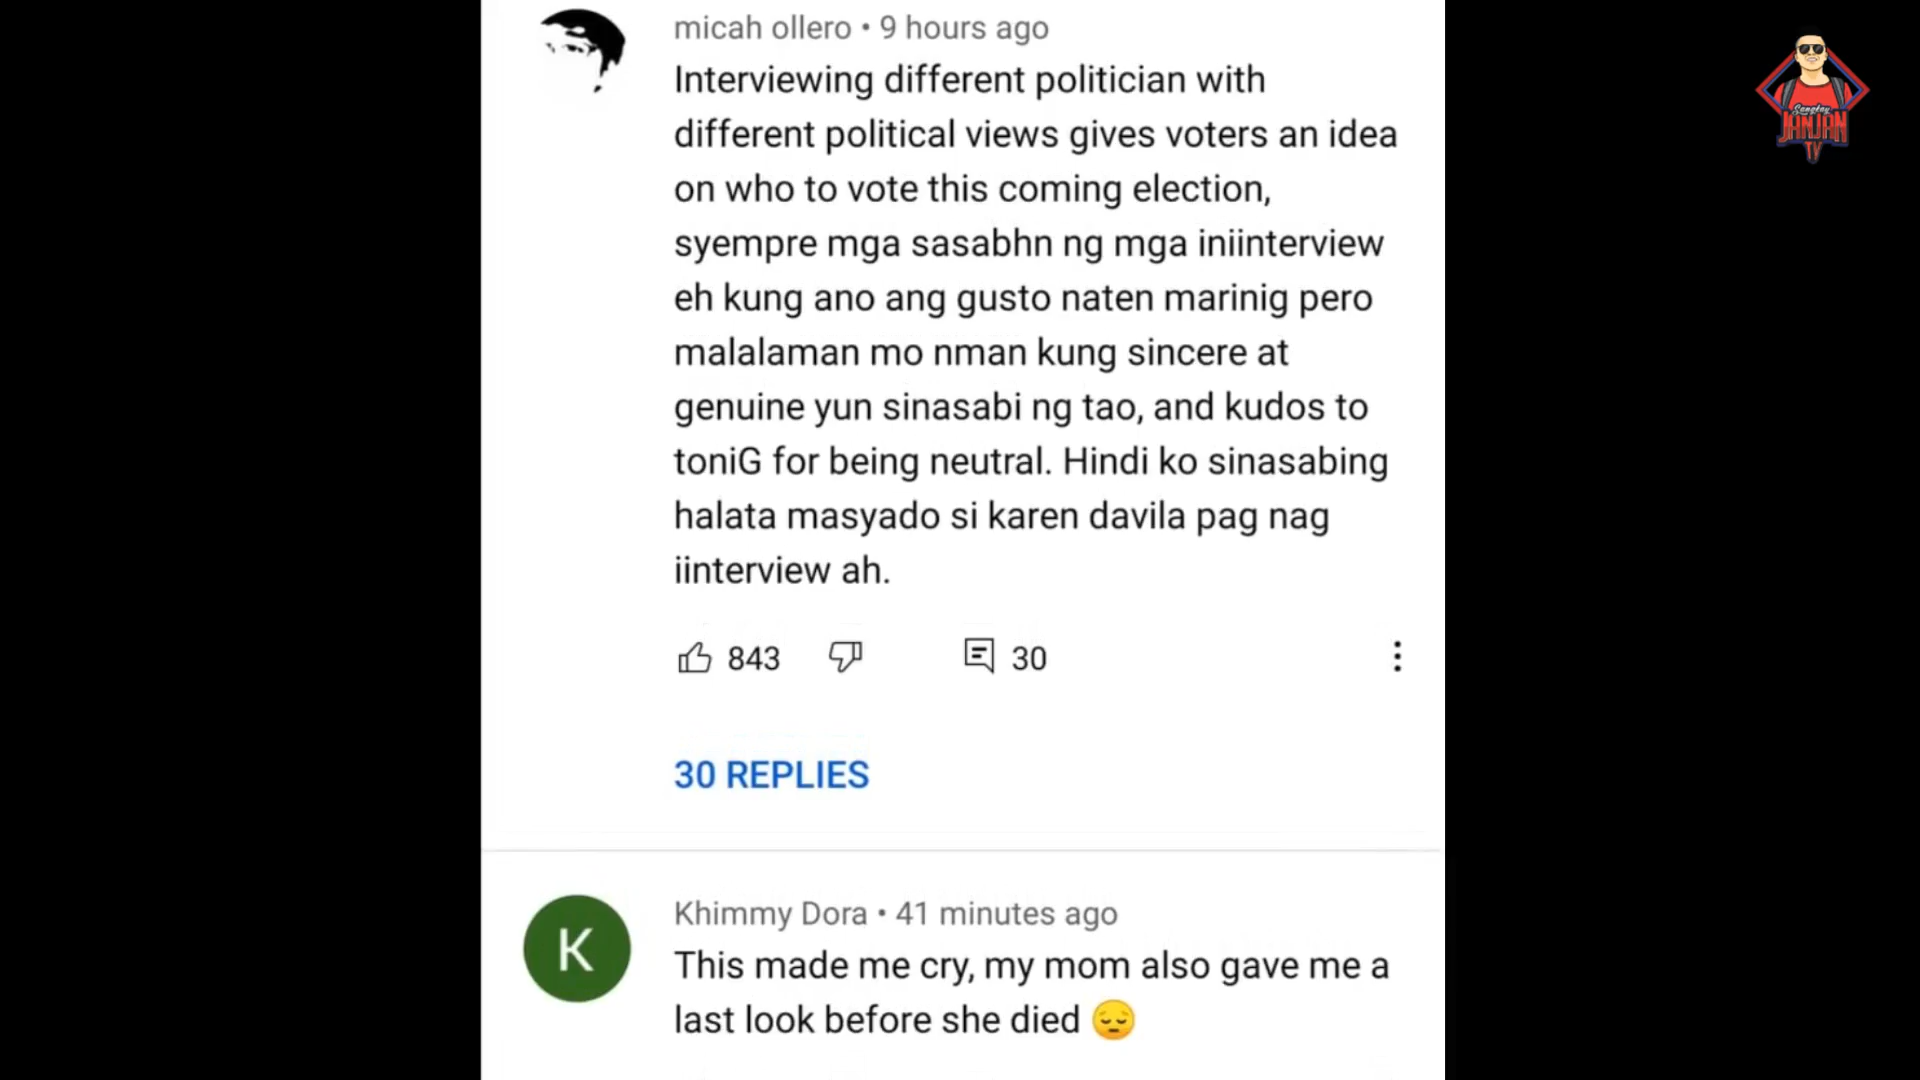 micah ollero • 9 hours ago
Interviewing different politician with
different political views gives voters an idea
on who to vote this coming election,
syempre mga sasabhn ng mga iniinterview
eh kung ano ang gusto naten marinig pero
malalaman mo nman kung sincere at
genuine yun sinasabi ng tao, and kudos to
toniG for being neutral. Hindi ko sinasabing
halata masyado si karen davila pag nag
iinterview ah.
843
30
30 REPLIES
K
Khimmy Dora • 41 minutes ago
This made me cry, my mom also gave me a
last look before she died 😔
Sangkay
JANJAN
TV